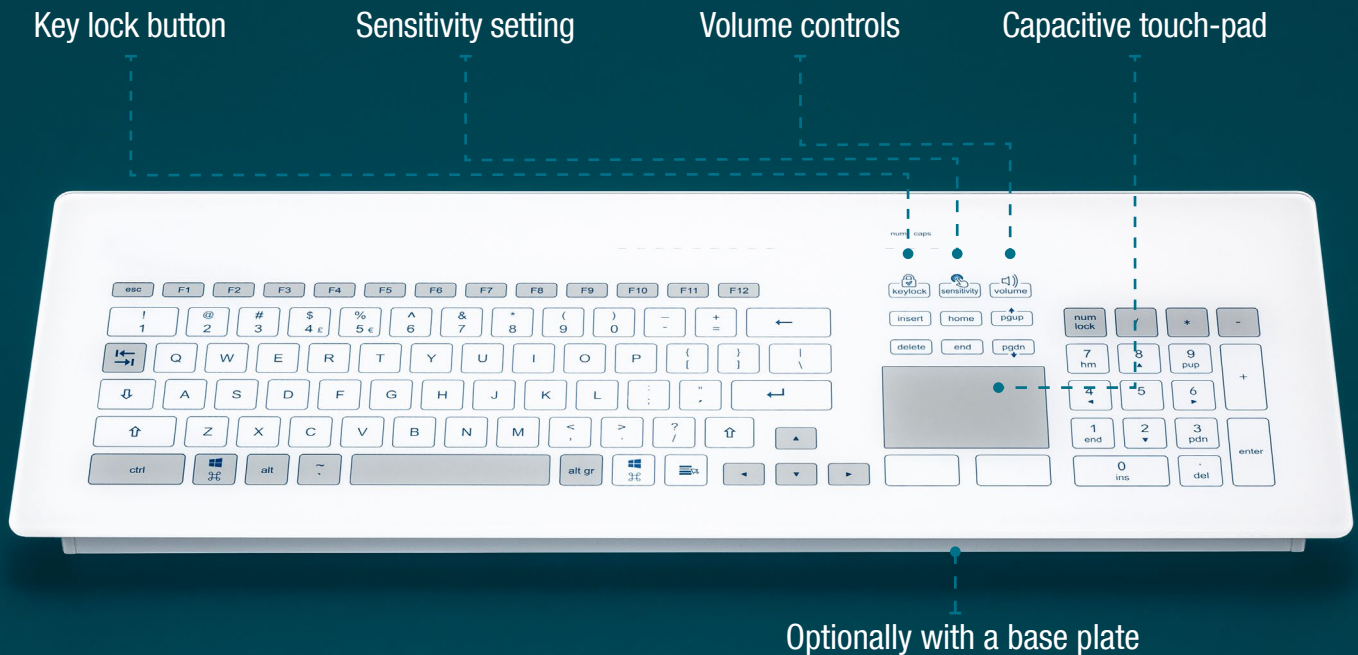 Key lock button Sensitivity setting Volume controls Capacitive touch-pad
num caps
keylock sensitivity volume
esc F1 F2 F3 F4 F5 F6 F7 F8 F9 F10 F11 F12
insert home pgup
! @ # $ % ^ & * ( ) _ +
1 2 3 4 £ 5 € 6 7 8 9 0 - =
num lock / * -
delete end pgdn
Q W E R T Y U I O P { [ } ] | \
7 hm 8 9 pup +
A S D F G H J K L : ; "
4 5 6
Z X C V B N M < , > . ? /
1 end 2 3 pdn enter
ctrl alt ~ alt gr
0 ins . del
Optionally with a base plate